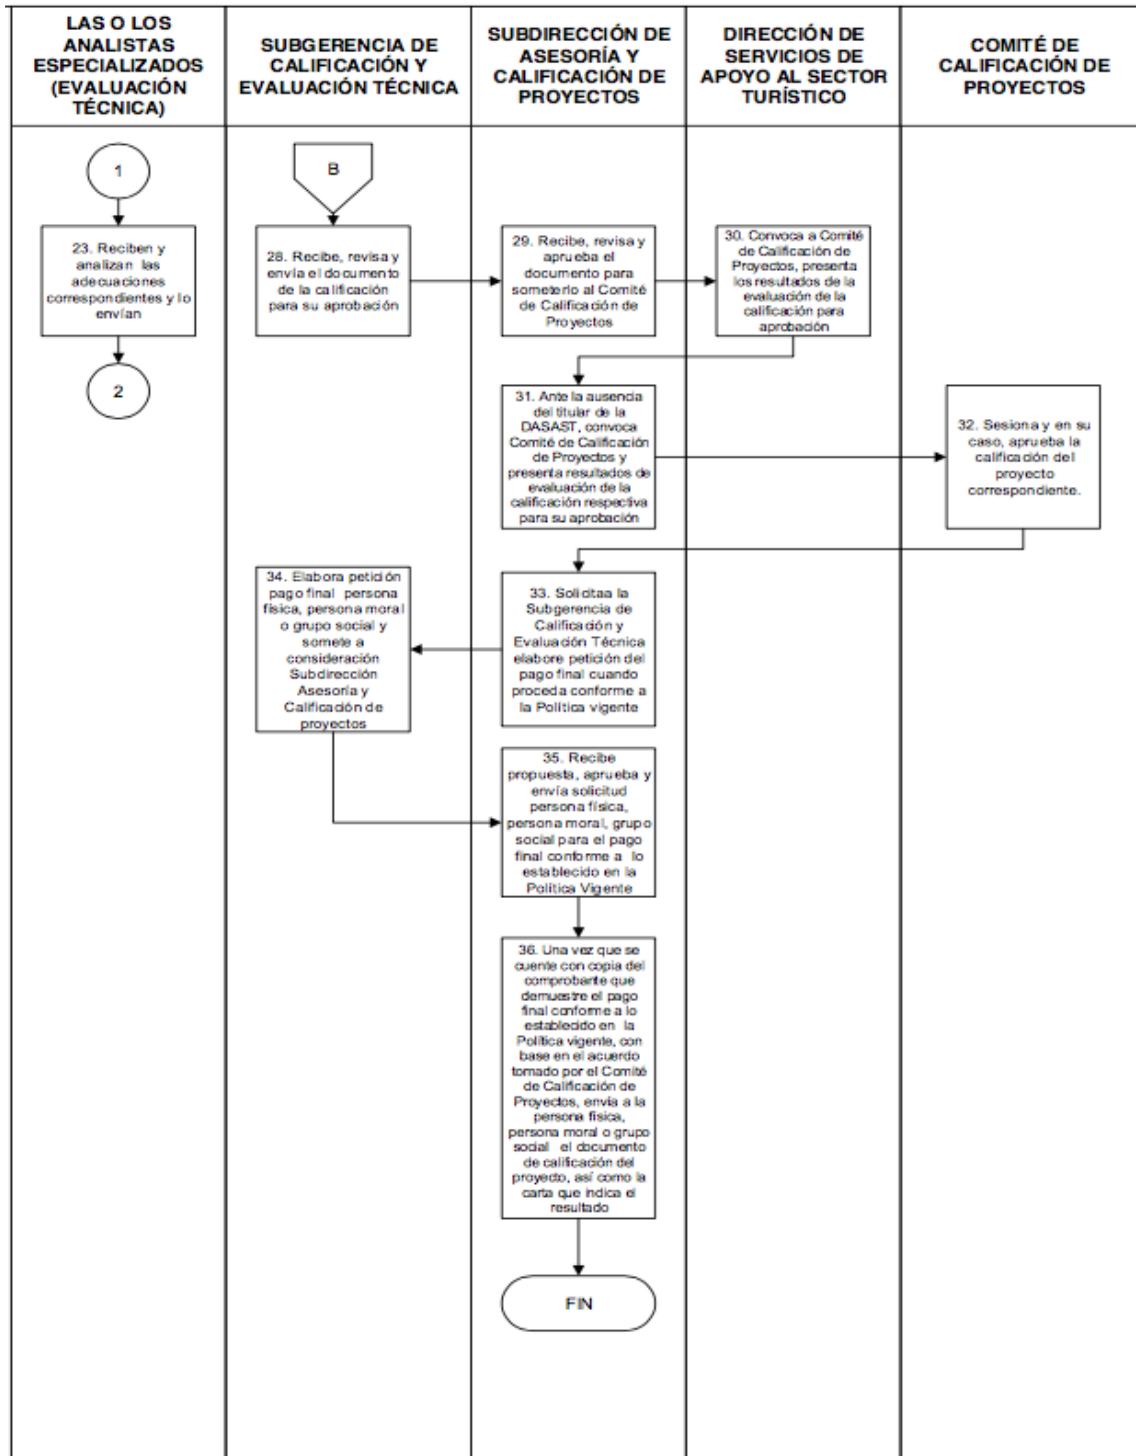 LAS O LOS
ANALISTAS
ESPECIALIZADOS
(EVALUACIÓN
TÉCNICA)
SUBGERENCIA DE
CALIFICACIÓN Y
EVALUACIÓN TÉCNICA
SUBDIRECCIÓN DE
ASESORÍA Y
CALIFICACIÓN DE
PROYECTOS
DIRECCIÓN DE
SERVICIOS DE
APOYO AL SECTOR
TURÍSTICO
COMITÉ DE
CALIFICACIÓN DE
PROYECTOS
1
B
23. Reciben y
analizan las
adecuaciones
correspondientes y lo
envían
28. Recibe, revisa y
envía el documento
de la calificación
para su aprobación
29. Recibe, revisa y
aprueba el
documento para
someterlo al Comité
de Calificación de
Proyectos
30. Convoca a Comité
de Calificación de
Proyectos, presenta
los resultados de la
evaluación de la
calificación para
aprobación
2
31. Ante la ausencia
del titular de la
DASAST, convoca
Comité de Calificación
de Proyectos y
presenta resultados de
evaluación de la
calificación respectiva
para su aprobación
32. Sesiona y en su
caso, aprueba la
calificación del
proyecto
correspondiente.
34. Elabora petición
pago final persona
física, persona moral
o grupo social y
somete a
consideración
Subdirección
Asesoría y
Calificación de
proyectos
33. Solicitaa la
Subgerencia de
Calificación y
Evaluación Técnica
elabore petición del
pago final cuando
proceda conforme a
la Política vigente
35. Recibe
propuesta, aprueba y
envía solicitud
persona física,
persona moral, grupo
social para el pago
final conforme a lo
establecido en la
Política Vigente
36. Una vez que se
cuente con copia del
comprobante que
demuestre el pago
final conforme a lo
establecido en la
Política vigente, con
base en el acuerdo
tomado por el Comité
de Calificación de
Proyectos, envía a la
persona física,
persona moral o grupo
social el documento
de calificación del
proyecto, así como la
carta que indica el
resultado
FIN